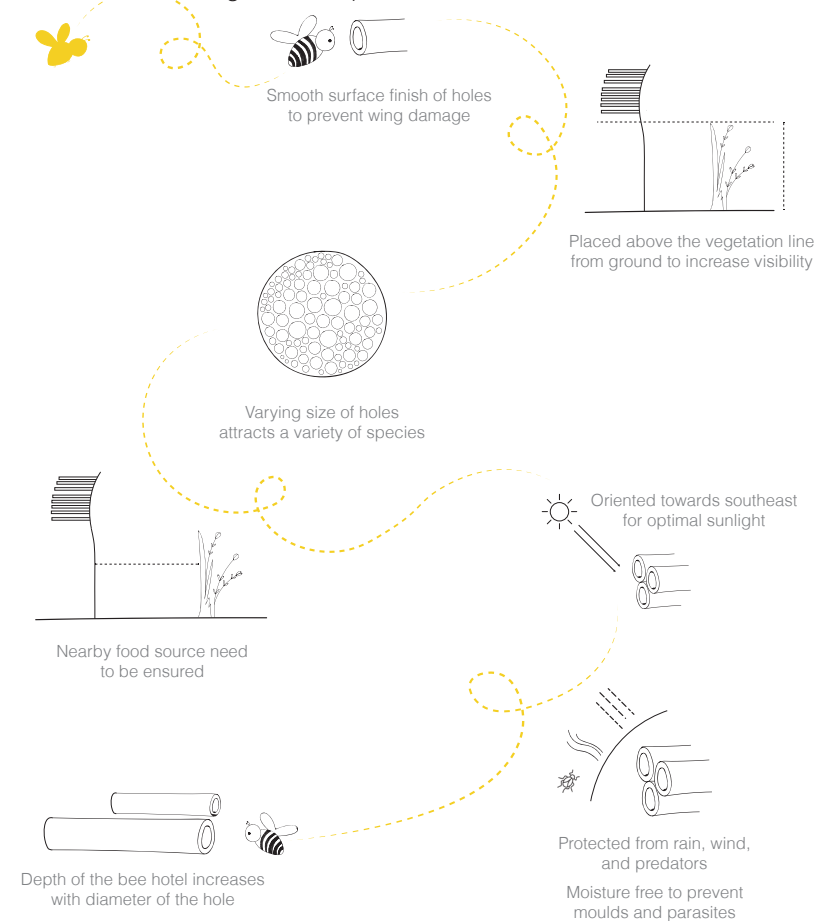 Smooth surface finish of holes
to prevent wing damage
Placed above the vegetation line
from ground to increase visibility
Varying size of holes
attracts a variety of species
Oriented towards southeast
for optimal sunlight
Nearby food source need
to be ensured
Protected from rain, wind,
and predators
Moisture free to prevent
moulds and parasites
Depth of the bee hotel increases
with diameter of the hole